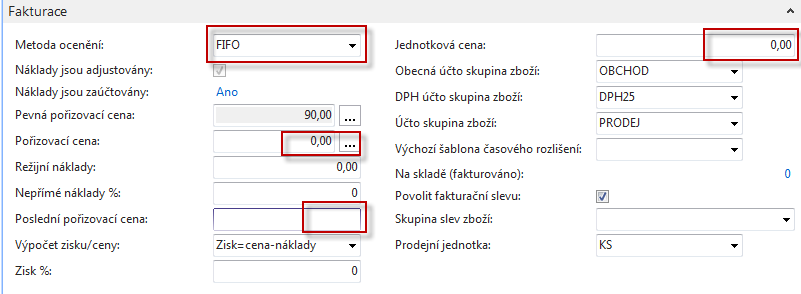 Fakturace
Metoda ocenění: FIFO
Náklady jsou adjustovány:
Náklady jsou zaúčtovány: Ano
Pevná pořizovací cena: 90,00 ...
Pořizovací cena: 0,00 ...
Režijní náklady: 0,00
Nepřímé náklady %: 0
Poslední pořizovací cena:
Výpočet zisku/ceny: Zisk=cena-náklady
Zisk %: 0
Jednotková cena: 0,00
Obecná účto skupina zboží: OBCHOD
DPH účto skupina zboží: DPH25
Účto skupina zboží: PRODEJ
Výchozí šablona časového rozlišení:
Na skladě (fakturováno): 0
Povolit fakturační slevu:
Skupina slev zboží:
Prodejní jednotka: KS